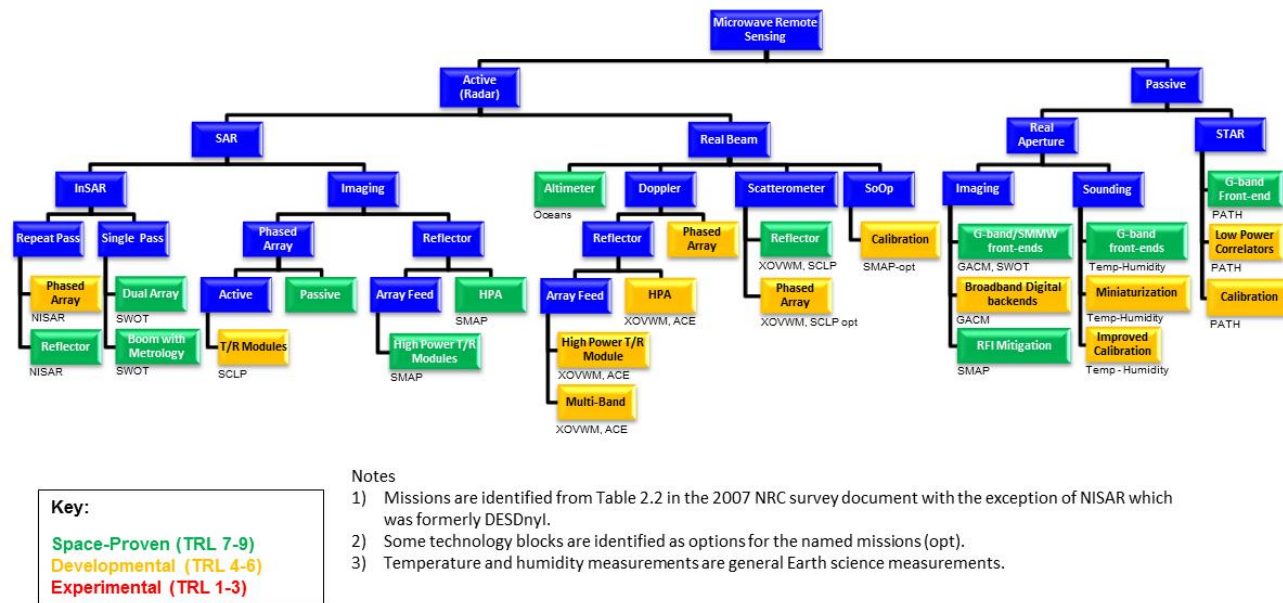 Microwave Remote
Sensing
Active
(Radar)
Passive
SAR
Real Beam
Real
Aperture
STAR
InSAR
Imaging
Altimeter
Oceans
Doppler
Scatterometer
SoOp
Imaging
Sounding
G-band
Front-end
PATH
Repeat Pass
Single Pass
Phased
Array
Reflector
Reflector
Phased
Array
Reflector
XOVWM, SCLP
Calibration
SMAP-opt
G-band/SMMW
front-ends
GACM, SWOT
G-band
front-ends
Temp-Humidity
Low Power
Correlators
PATH
Phased
Array
NISAR
Dual Array
SWOT
Active
Passive
Array Feed
HPA
SMAP
Array Feed
HPA
XOVWM, ACE
Phased
Array
XOVWM, SCLP opt
Broadband Digital
backends
GACM
Miniaturization
Temp-Humidity
Calibration
PATH
Reflector
NISAR
Boom with
Metrology
SWOT
T/R Modules
SCLP
High Power T/R
Modules
SMAP
High Power T/R
Module
XOVWM, ACE
RFI Mitigation
SMAP
Improved
Calibration
Temp - Humidity
Multi-Band
XOVWM, ACE
Key:
Space-Proven (TRL 7-9)
Developmental (TRL 4-6)
Experimental (TRL 1-3)
Notes
1) Missions are identified from Table 2.2 in the 2007 NRC survey document with the exception of NISAR which
was formerly DESDnyI.
2) Some technology blocks are identified as options for the named missions (opt).
3) Temperature and humidity measurements are general Earth science measurements.